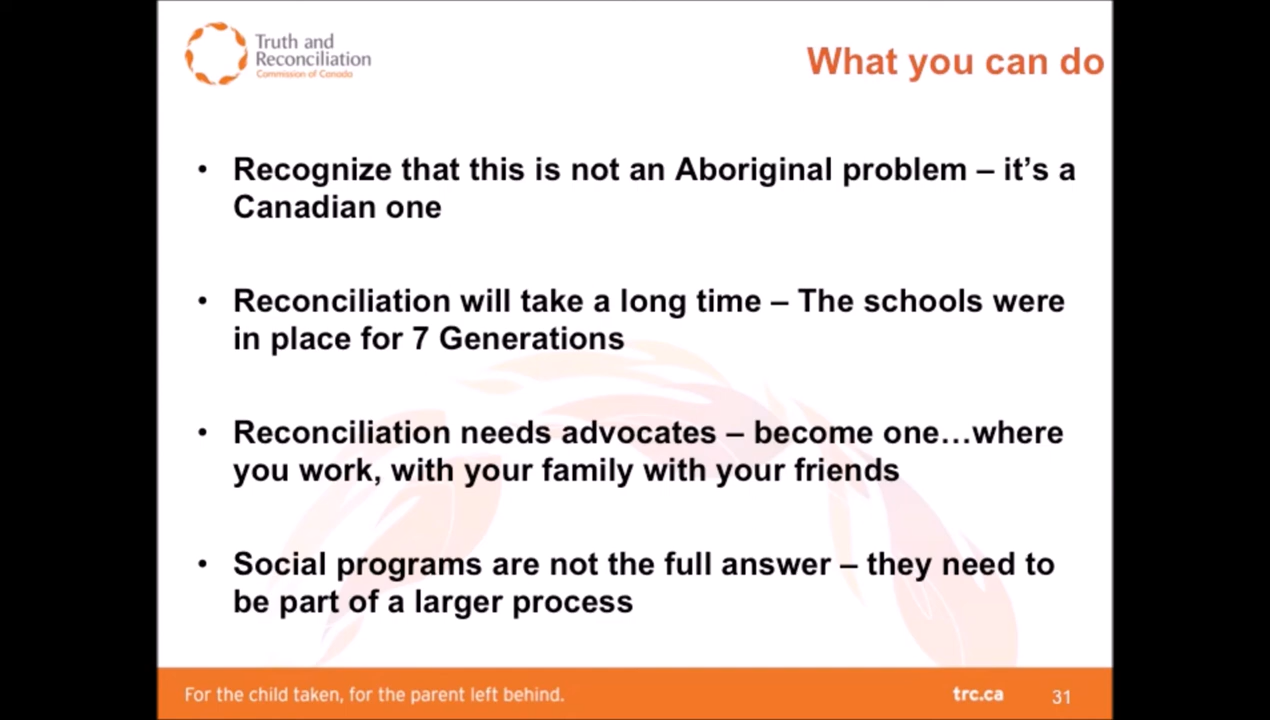 Truth and
Reconciliation
Commission of Canada
What you can do
• Recognize that this is not an Aboriginal problem – it’s a
Canadian one
• Reconciliation will take a long time – The schools were
in place for 7 Generations
• Reconciliation needs advocates – become one…where
you work, with your family with your friends
• Social programs are not the full answer – they need to
be part of a larger process
For the child taken, for the parent left behind.
trc.ca
31